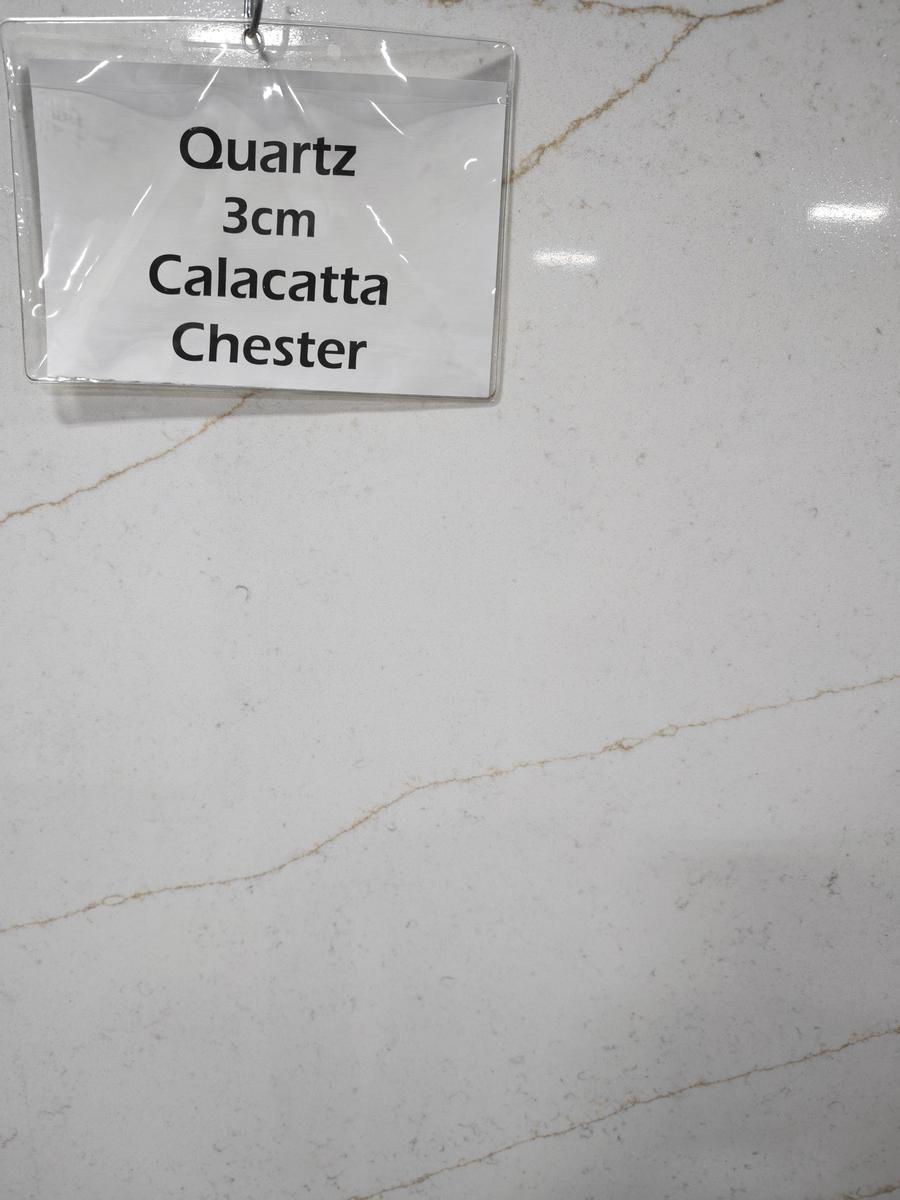 Quartz
3cm
Calacatta
Chester